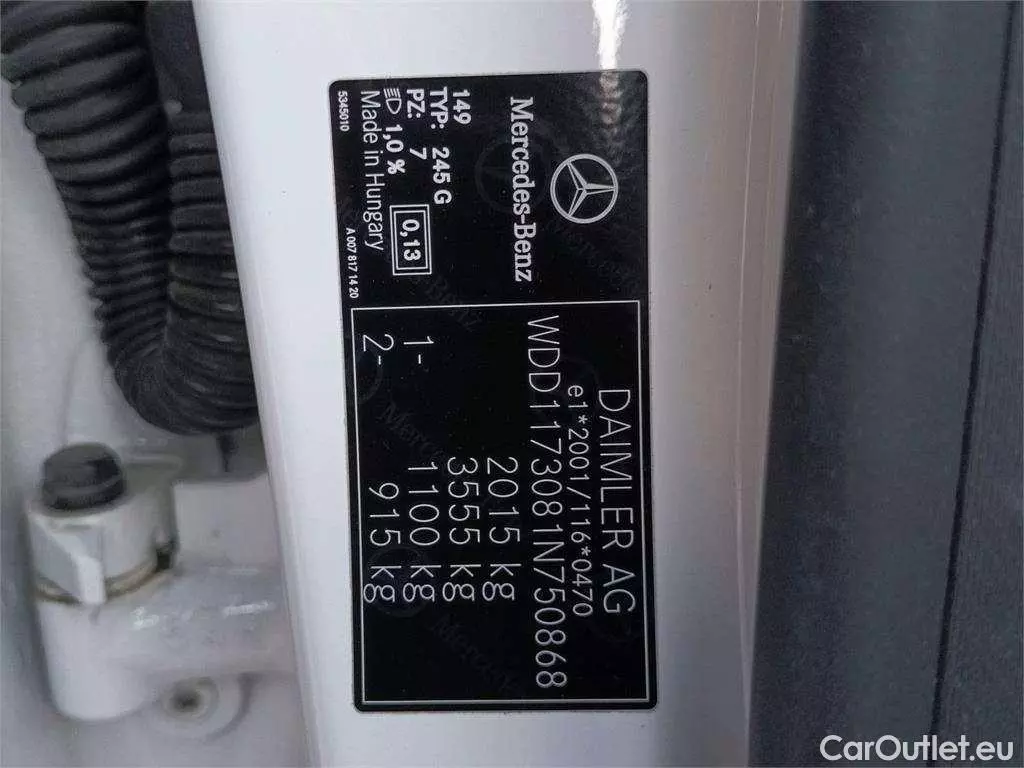 Mercedes-Benz
149
TYP: 245 G
PZ: 7
0,13
1,0 %
Made in Hungary
5345010
A 007 817 14 20
DAIMLER AG
e1*2001/116*0470
WDD1173081N750868
2015 kg
3555 kg
1- 1100 kg
2- 915 kg
CarOutlet.eu